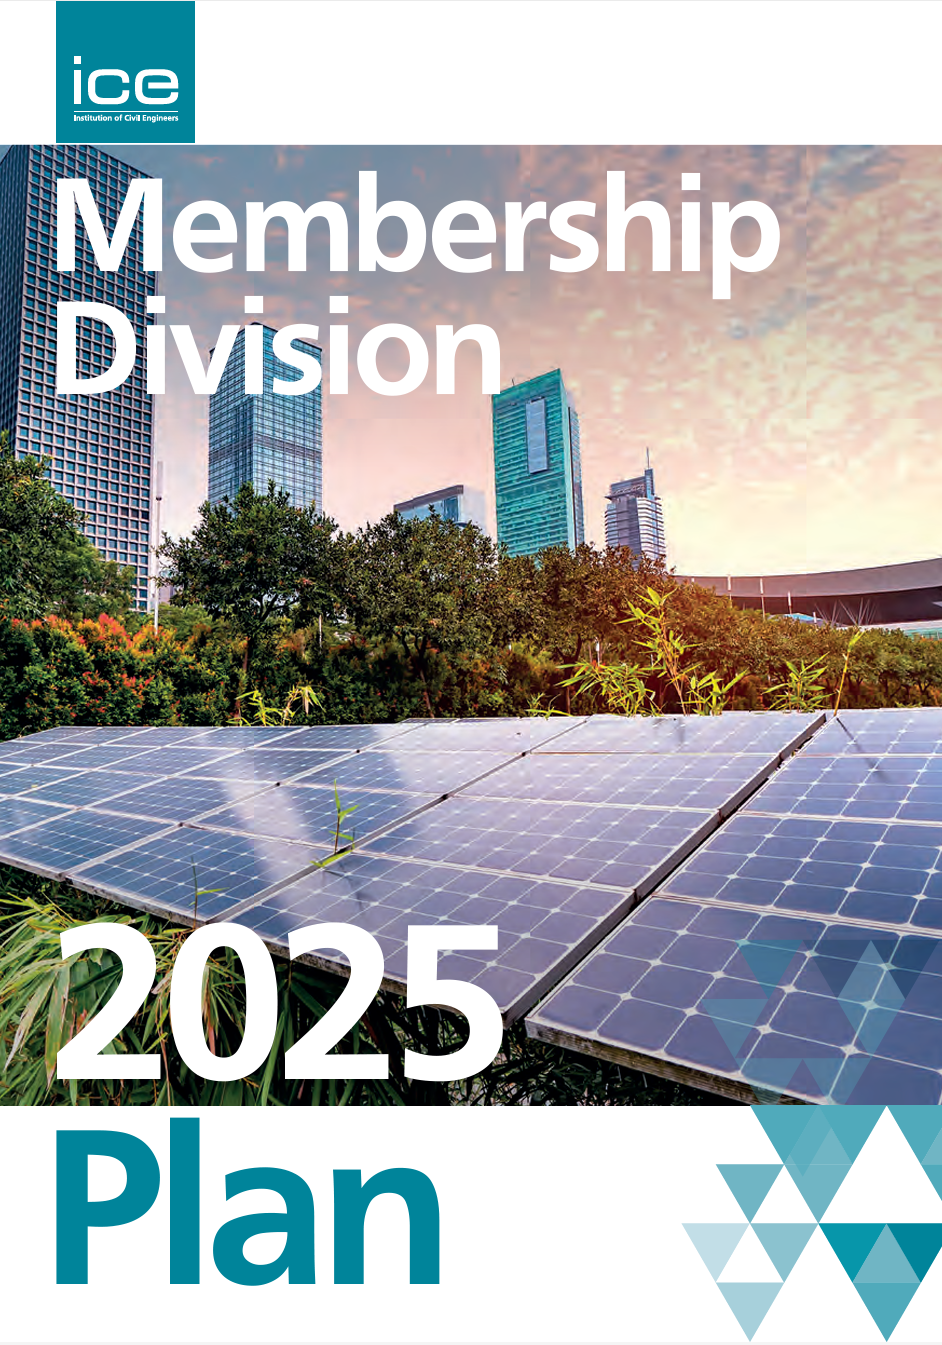 ice
Institution of Civil Engineers
Membership
Division
2025
Plan